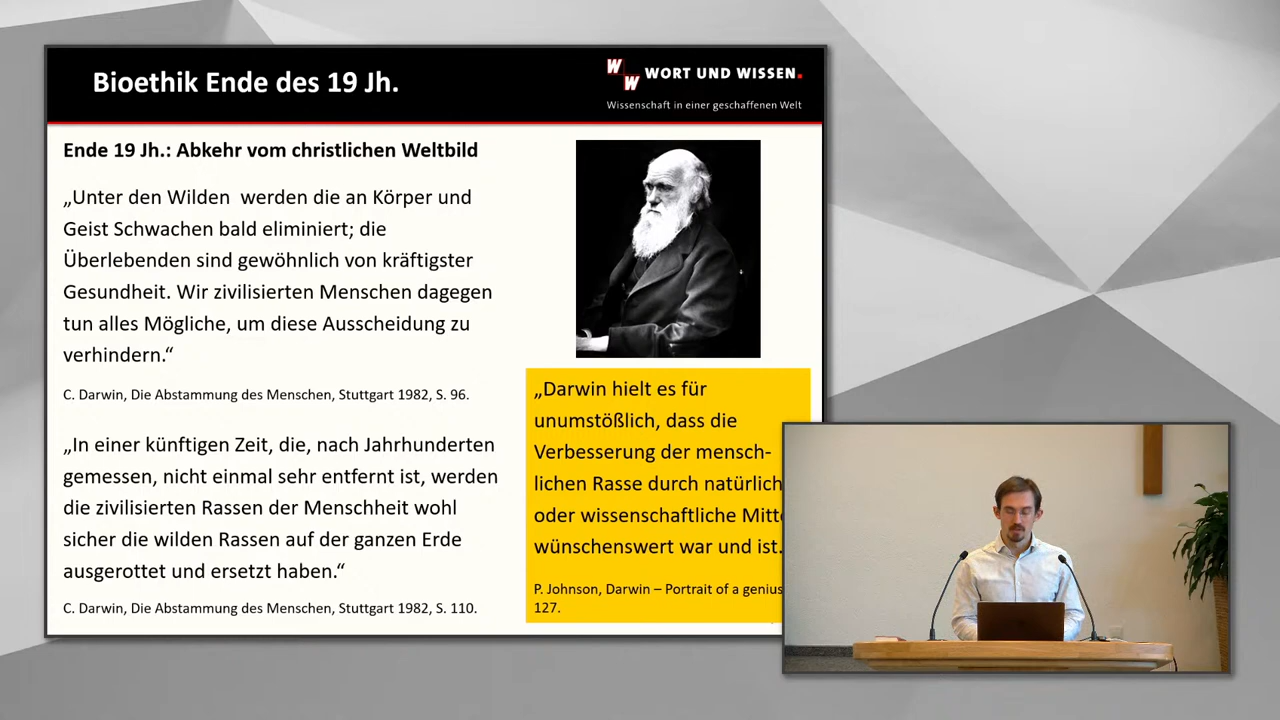 Bioethik Ende des 19 Jh.
W
W
WORT UND WISSEN.
Wissenschaft in einer geschaffenen Welt
Ende 19 Jh.: Abkehr vom christlichen Weltbild
„Unter den Wilden  werden die an Körper und
Geist Schwachen bald eliminiert; die
Überlebenden sind gewöhnlich von kräftigster
Gesundheit. Wir zivilisierten Menschen dagegen
tun alles Mögliche, um diese Ausscheidung zu
verhindern.“
C. Darwin, Die Abstammung des Menschen, Stuttgart 1982, S. 96.
„In einer künftigen Zeit, die, nach Jahrhunderten
gemessen, nicht einmal sehr entfernt ist, werden
die zivilisierten Rassen der Menschheit wohl
sicher die wilden Rassen auf der ganzen Erde
ausgerottet und ersetzt haben.“
C. Darwin, Die Abstammung des Menschen, Stuttgart 1982, S. 110.
„Darwin hielt es für
unumstößlich, dass die
Verbesserung der mensch-
lichen Rasse durch natürlich
oder wissenschaftliche Mitt
wünschenswert war und ist.
P. Johnson, Darwin – Portrait of a genius
127.